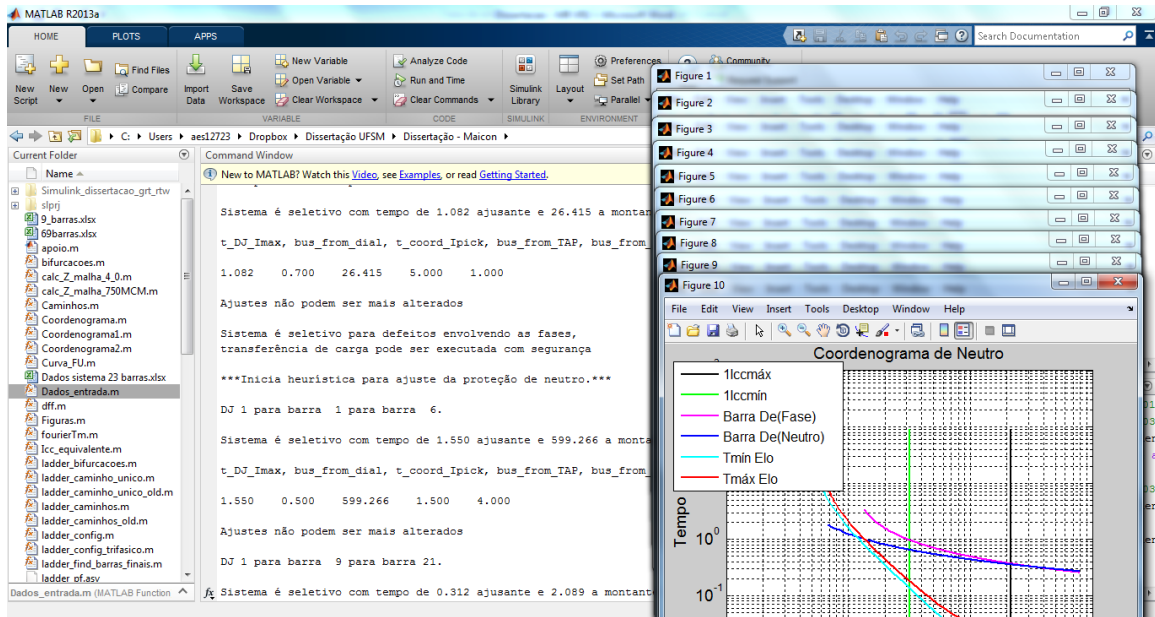 MATLAB R2013a
HOME PLOTS APPS
Search Documentation
New Script
New
Open
Find Files
Compare
Import Data
Save Workspace
New Variable
Open Variable
Clear Workspace
Analyze Code
Run and Time
Clear Commands
Simulink Library
Layout
Preferences
Set Path
Parallel
Community
FILE VARIABLE CODE SIMULINK ENVIRONMENT
C: Users aes12723 Dropbox Dissertação UFSM Dissertação - Maicon
Current Folder
Name
Simulink_dissertacao_grt_rtw
slprj
9_barras.xlsx
69barras.xlsx
apoio.m
bifurcacoes.m
calc_Z_malha_4_0.m
calc_Z_malha_750MCM.m
Caminhos.m
Coordenograma.m
Coordenograma1.m
Coordenograma2.m
Curva_FU.m
Dados sistema 23 barras.xlsx
Dados_entrada.m
dff.m
Figuras.m
fourierTm.m
Icc_equivalente.m
ladder_bifurcacoes.m
ladder_caminho_unico.m
ladder_caminho_unico_old.m
ladder_caminhos.m
ladder_caminhos_old.m
ladder_config.m
ladder_config_trifasico.m
ladder_find_barras_finais.m
ladder_pf.asv
Dados_entrada.m (MATLAB Function
Command Window
New to MATLAB? Watch this Video, see Examples, or read Getting Started.
Sistema é seletivo com tempo de 1.082 ajusante e 26.415 a montan
t_DJ_Imax, bus_from_dial, t_coord_Ipick, bus_from_TAP, bus_from_
1.082 0.700 26.415 5.000 1.000
Ajustes não podem ser mais alterados
Sistema é seletivo para defeitos envolvendo as fases,
transferência de carga pode ser executada com segurança
***Inicia heurística para ajuste da proteção de neutro.***
DJ 1 para barra 1 para barra 6.
Sistema é seletivo com tempo de 1.550 ajusante e 599.266 a monta
t_DJ_Imax, bus_from_dial, t_coord_Ipick, bus_from_TAP, bus_from
1.550 0.500 599.266 1.500 4.000
Ajustes não podem ser mais alterados
DJ 1 para barra 9 para barra 21.
fx Sistema é seletivo com tempo de 0.312 ajusante e 2.089 a montant
Figure 1
Figure 2
Figure 3
Figure 4
Figure 5
Figure 6
Figure 7
Figure 8
Figure 9
Figure 10
File Edit View Insert Tools Desktop Window Help
Coordenograma de Neutro
1Iccmáx
1Iccmín
Barra De(Fase)
Barra De(Neutro)
Tmín Elo
Tmáx Elo
Tempo
10^0
10^-1